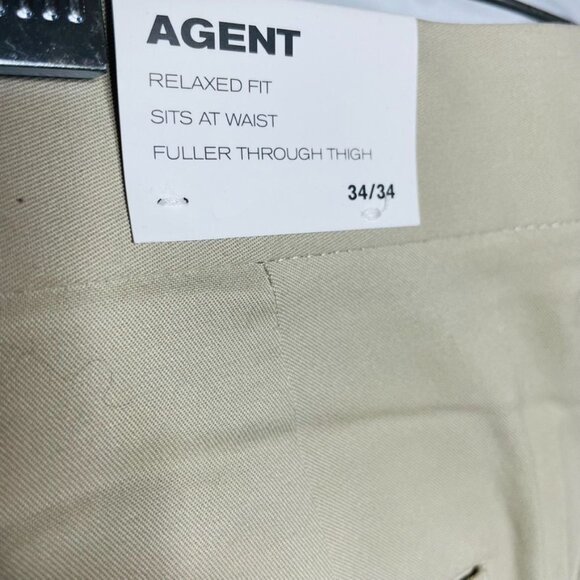 AGENT
RELAXED FIT
SITS AT WAIST
FULLER THROUGH THIGH
34/34